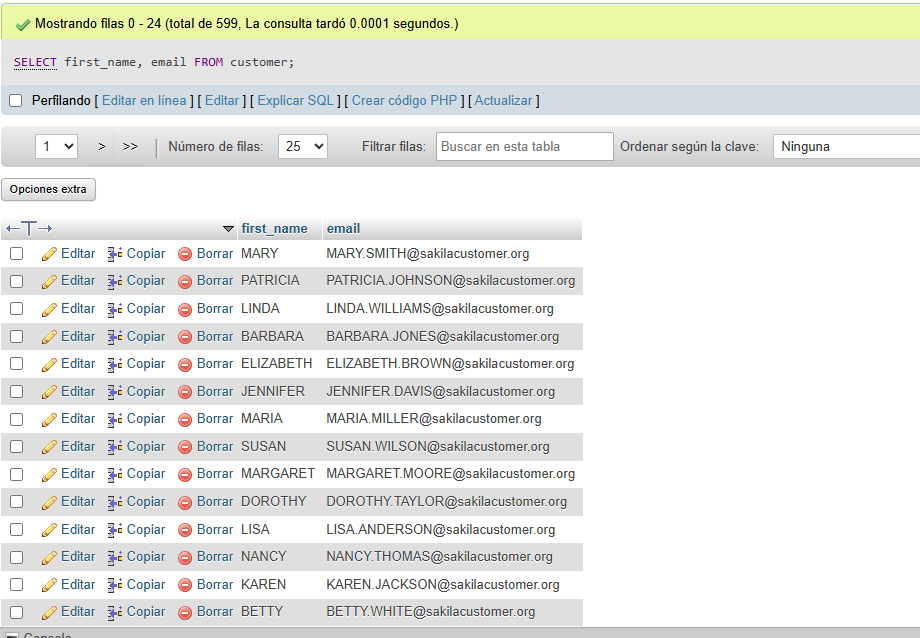 Mostrando filas 0 - 24 (total de 599, La consulta tardó 0.0001 segundos.)
SELECT first_name, email FROM customer;
Perfilando [ Editar en línea ] [ Editar ] [ Explicar SQL ] [ Crear código PHP ] [ Actualizar ]
1 > >> | Número de filas: 25 Filtrar filas: Buscar en esta tabla Ordenar según la clave: Ninguna
Opciones extra
←T→ first_name email
Editar Copiar Borrar MARY MARY.SMITH@sakilacustomer.org
Editar Copiar Borrar PATRICIA PATRICIA.JOHNSON@sakilacustomer.org
Editar Copiar Borrar LINDA LINDA.WILLIAMS@sakilacustomer.org
Editar Copiar Borrar BARBARA BARBARA.JONES@sakilacustomer.org
Editar Copiar Borrar ELIZABETH ELIZABETH.BROWN@sakilacustomer.org
Editar Copiar Borrar JENNIFER JENNIFER.DAVIS@sakilacustomer.org
Editar Copiar Borrar MARIA MARIA.MILLER@sakilacustomer.org
Editar Copiar Borrar SUSAN SUSAN.WILSON@sakilacustomer.org
Editar Copiar Borrar MARGARET MARGARET.MOORE@sakilacustomer.org
Editar Copiar Borrar DOROTHY DOROTHY.TAYLOR@sakilacustomer.org
Editar Copiar Borrar LISA LISA.ANDERSON@sakilacustomer.org
Editar Copiar Borrar NANCY NANCY.THOMAS@sakilacustomer.org
Editar Copiar Borrar KAREN KAREN.JACKSON@sakilacustomer.org
Editar Copiar Borrar BETTY BETTY.WHITE@sakilacustomer.org
Consola